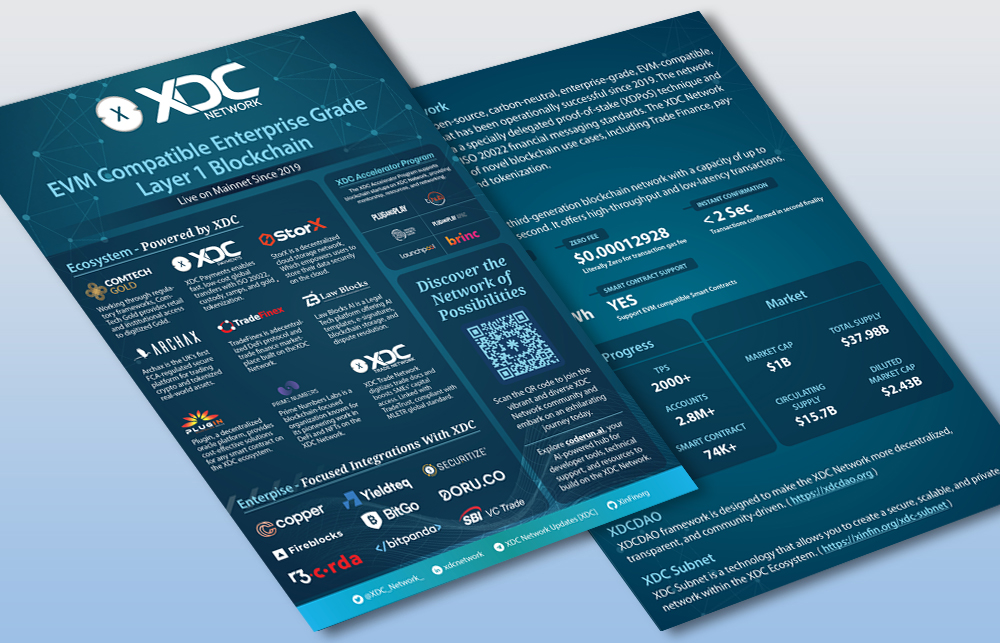 XDC
NETWORK
EVM Compatible Enterprise Grade
Layer 1 Blockchain
Live on Mainnet Since 2019
Ecosystem - Powered by XDC
COMTECH
GOLD
Working through regula-
tory frameworks, Com-
Tech Gold provides retail
and institutional access
to digitized Gold.
XDC
PAYMENTS
XDC Payments enables
fast, low-cost global
transfers with ISO 20022,
custody, ramps, and gold
tokenization.
StorX
StorX is a decentralized
cloud storage network,
Which empowers users to
store their data securely
on the cloud.
ARCHAX
Archax is the UK's first
FCA-regulated secure
platform for trading
crypto and tokenized
real-world assets.
TradeFinex
TradeFinex is a decentral-
ized DeFi protocol and
trade finance market-
place built on theXDC
Network.
Law Blocks
Law Blocks AI is a Legal
Tech platform offering AI
templates, e-signatures,
blockchain storage and
dispute revolution.
PLUGIN
Plugin, a decentralized
oracle platform, provides
cost-effective solutions
for any smart contract on
the XDC ecosystem.
PRIME NUMBERS
Prime Numbers Labs is a
blockchain-focused
organization known for
its pioneering work in
DeFi and NFTs on the
XDC Network.
XDC
TRADE NETWORK
XDC Trade Network
digitizes trade docs and
boosts SMEs' capital
access. Linked with
TradeTrust, compliant with
MLETR global standard.
Enterpise - Focused Integrations With XDC
copper
Yieldteq
SECURITIZE
Fireblocks
BitGo
DORU.CO
r3 c·rda
</bitpanda>
SBI VC Trade
XDC Accelerator Program
The XDC Accelerator Program supports
blockchain startups on XDC Network, providing
mentorship, resources, and networking.
PLUGANDPLAY
Launchpool
brinc
Discover the
Network of
Possibilities
Scan the QR code to join the
vibrant and diverse XDC
Network community and
embark on an exhilarating
journey today.
Explore coderun.ai, your
AI-powered hub for
developer tools, technical
support, and resources to
build on the XDC Network.
@XDC_Network_
xdcnetwork
XDC Network Updates (XDC)
XinFinorg
work
pen-source, carbon-neutral, enterprise-grade, EVM-compatible,
hat has been operationally successful since 2019. The network
a specially delegated proof-of-stake (XDPoS) technique and
ISO 20022 financial messaging standards. The XDC Network
of novel blockchain use cases, including Trade Finance, pay-
nd tokenization.
third-generation blockchain network with a capacity of up to
second. It offers high-throughput and low-latency transactions.
ZERO FEE
$0.00012928
Literally Zero for transaction gas fee
INSTANT CONFIRMATION
< 2 Sec
Transactions confirmed in second finality
Wh
SMART CONTRACT SUPPORT
YES
Support EVM compatible Smart Contracts
Progress
TPS
2000+
ACCOUNTS
2.8M+
SMART CONTRACT
74K+
Market
MARKET CAP
$1B
TOTAL SUPPLY
$37.98B
CIRCULATING
SUPPLY
$15.7B
DILUTED
MARKET CAP
$2.43B
XDCDAO
XDCDAO framework is designed to make the XDC Network more decentralized,
transparent, and community-driven. ( https://xdcdao.org )
XDC Subnet
XDC Subnet is a technology that allows you to create a secure, scalable, and private
network within the XDC Ecosystem. ( https://xinfin.org/xdc-subnet )